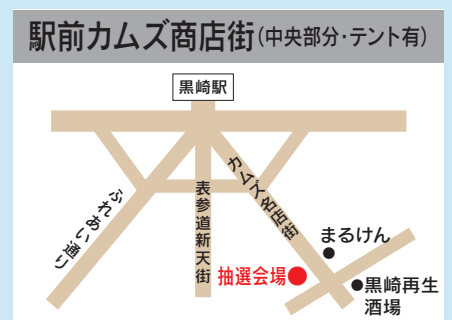 駅前カムズ商店街(中央部分・テント有)
黒崎駅
ふれあい通り
表参道新天街
カムズ名店街
まるけん
抽選会場
黒崎再生
酒場